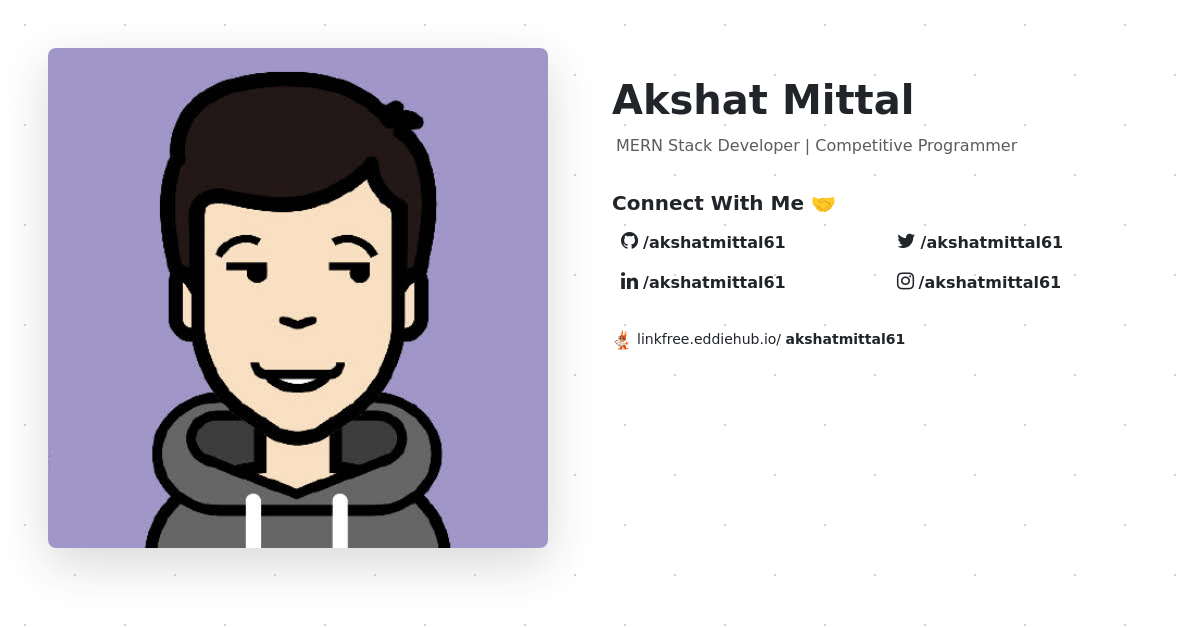 Akshat Mittal
MERN Stack Developer | Competitive Programmer
Connect With Me 🤝
/akshatmittal61
/akshatmittal61
/akshatmittal61
/akshatmittal61
linkfree.eddiehub.io/ akshatmittal61